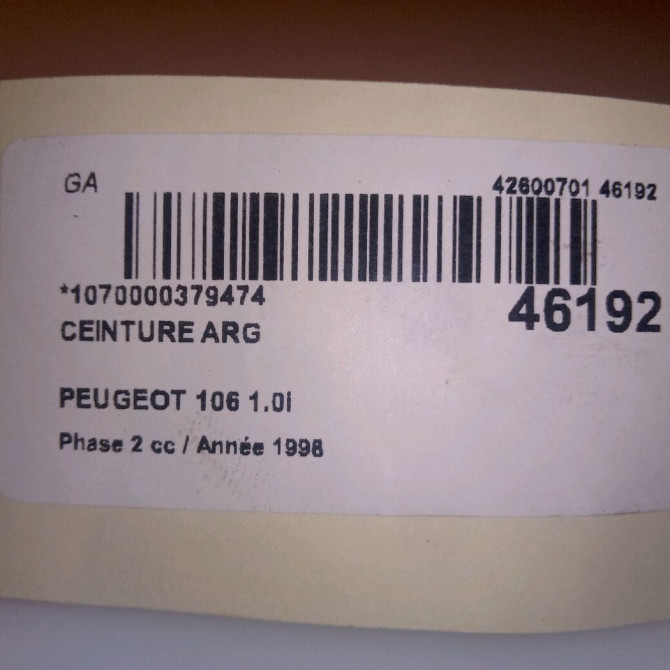 GA
42600701 46192
*1070000379474
46192
CEINTURE ARG
PEUGEOT 106 1.0i
Phase 2 cc / Année 1998